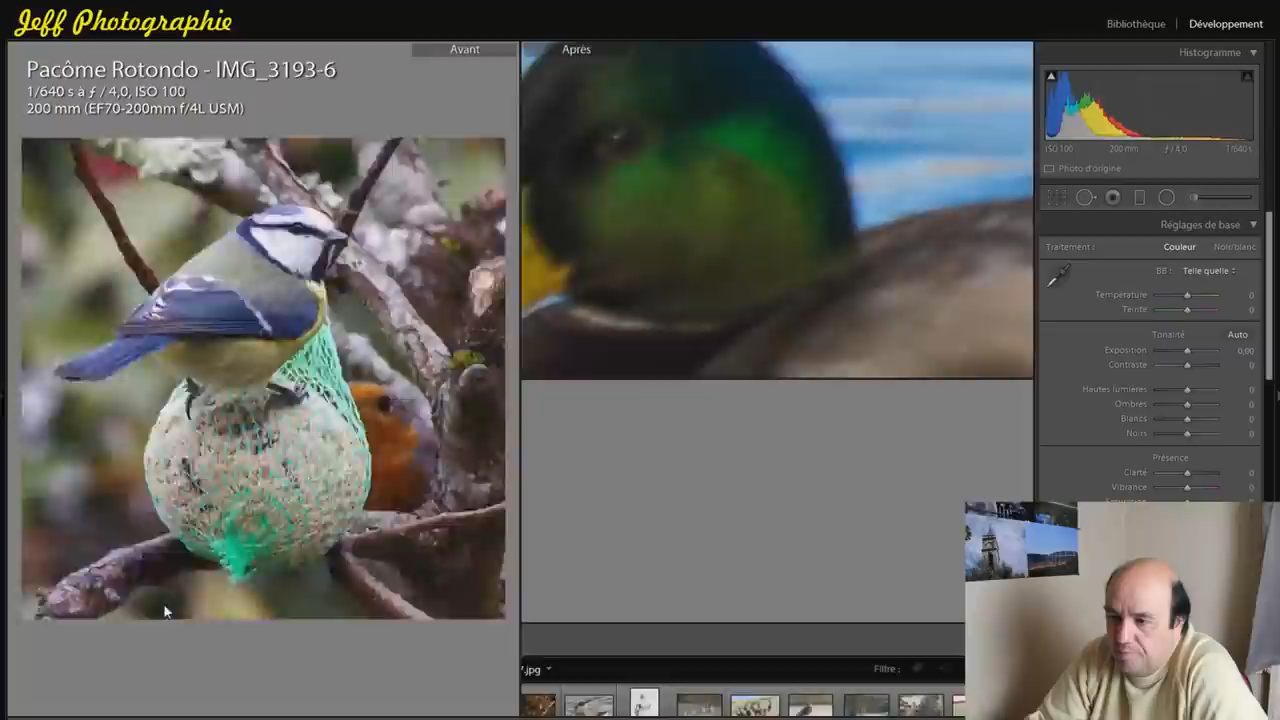 Jeff Photographie
Bibliothèque | Développement
Avant
Après
Histogramme
Pacôme Rotondo - IMG_3193-6
1/640 s à ƒ / 4,0, ISO 100
200 mm (EF70-200mm f/4L USM)
ISO 100 200 mm ƒ / 4,0 1/640 s
Photo d'origine
Réglages de base
Traitement : Couleur Noir/blanc
BB : Telle quelle
Température 0
Teinte 0
Tonalité Auto
Exposition 0,00
Contraste 0
Hautes lumières 0
Ombres 0
Blancs 0
Noirs 0
Présence
Clarté 0
Vibrance 0
.jpg
Filtre :